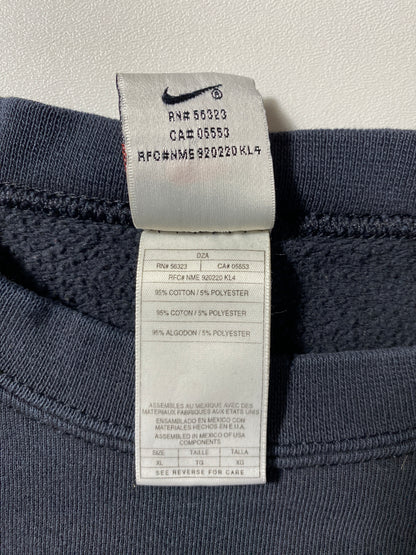 ®
RN# 56323
CA# 05553
RFC#NME 920220 KL4
DZA
RN# 56323 CA# 05553
RFC# NME 920220 KL4
95% COTTON / 5% POLYESTER
95% COTON / 5% POLYESTER
95% ALGODON / 5% POLYESTER
ASSEMBLES AU MEXIQUE AVEC DES
MATERIAUX FABRIQUES AUX ETATS UNIS
ENSAMBLADO EN MEXICO CON
MATERIALES HECHOS EN E.U.A.
ASSEMBLED IN MEXICO OF USA
COMPONENTS
SIZE TAILLE TALLA
XL TG XG
SEE REVERSE FOR CARE